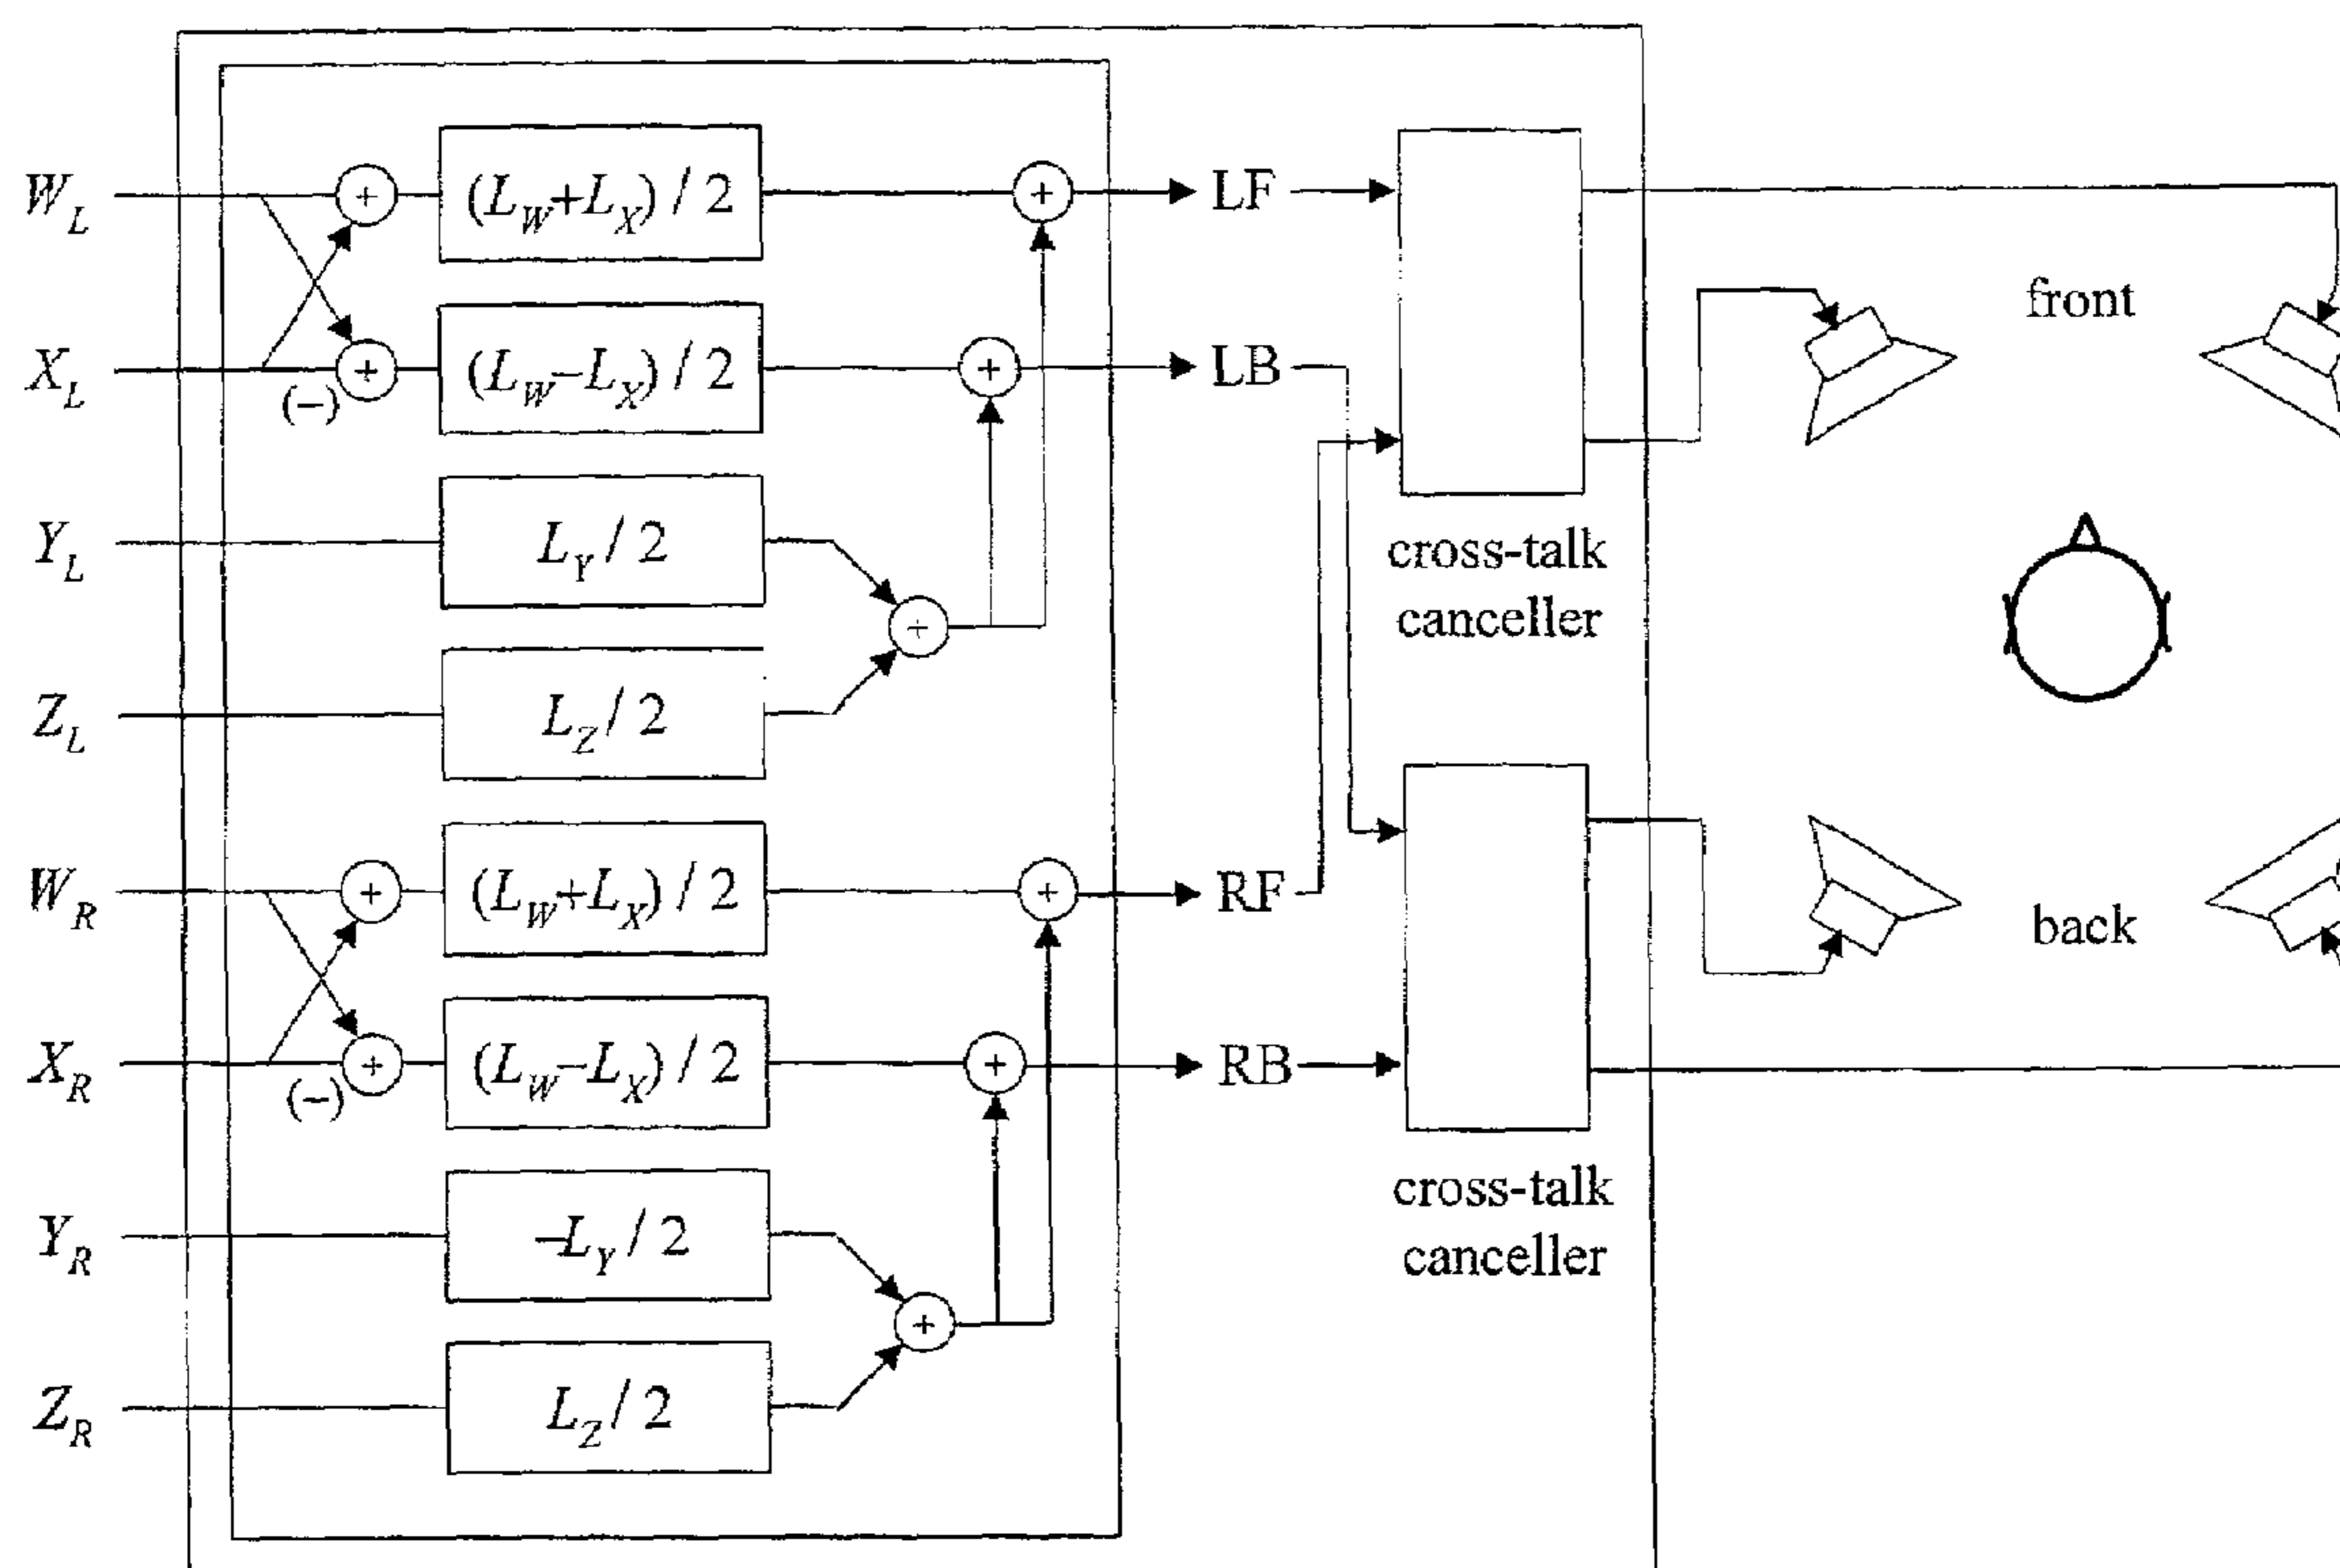 W_L
+
(L_W+L_X) / 2
+
LF
X_L
(−)
+
(L_W−L_X) / 2
+
LB
front
Y_L
L_Y / 2
+
Z_L
L_Z / 2
cross-talk
canceller
W_R
+
(L_W+L_X) / 2
+
RF
back
X_R
(−)
+
(L_W−L_X) / 2
+
RB
Y_R
−L_Y / 2
+
Z_R
L_Z / 2
cross-talk
canceller